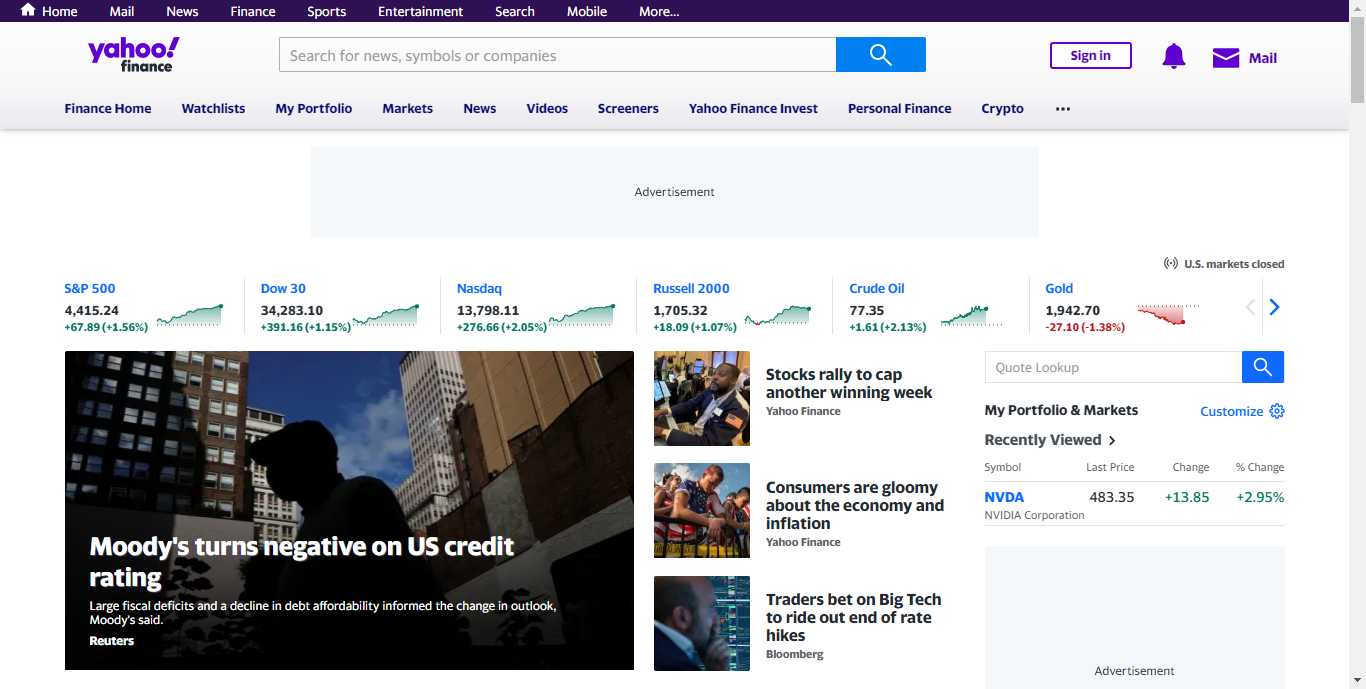 Home Mail News Finance Sports Entertainment Search Mobile More...
yahoo!
finance
Search for news, symbols or companies
Sign in
Mail
Finance Home Watchlists My Portfolio Markets News Videos Screeners Yahoo Finance Invest Personal Finance Crypto ...
Advertisement
U.S. markets closed
S&P 500
4,415.24
+67.89 (+1.56%)
Dow 30
34,283.10
+391.16 (+1.15%)
Nasdaq
13,798.11
+276.66 (+2.05%)
Russell 2000
1,705.32
+18.09 (+1.07%)
Crude Oil
77.35
+1.61 (+2.13%)
Gold
1,942.70
-27.10 (-1.38%)
Moody's turns negative on US credit
rating
Large fiscal deficits and a decline in debt affordability informed the change in outlook,
Moody's said.
Reuters
Stocks rally to cap
another winning week
Yahoo Finance
Consumers are gloomy
about the economy and
inflation
Yahoo Finance
Traders bet on Big Tech
to ride out end of rate
hikes
Bloomberg
Quote Lookup
My Portfolio & Markets
Customize
Recently Viewed
Symbol Last Price Change % Change
NVDA 483.35 +13.85 +2.95%
NVIDIA Corporation
Advertisement